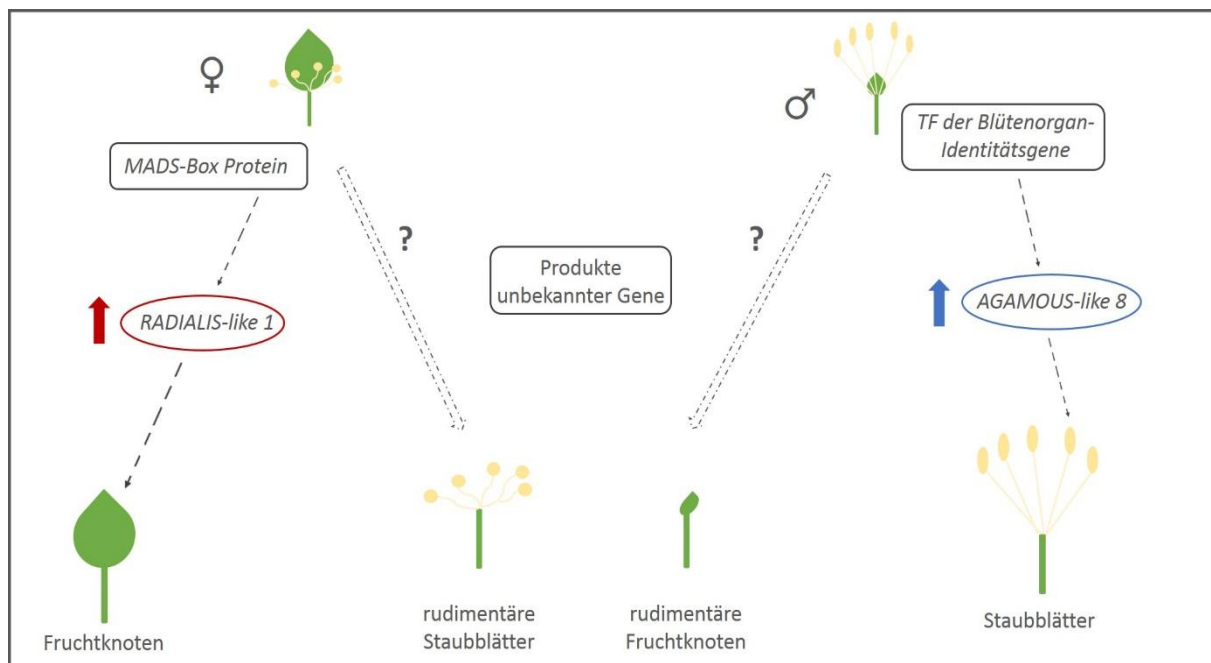 ♀
♂
MADS-Box Protein
TF der Blütenorgan-
Identitätsgene
?
?
Produkte
unbekannter Gene
RADIALIS-like 1
AGAMOUS-like 8
Fruchtknoten
rudimentäre
Staubblätter
rudimentäre
Fruchtknoten
Staubblätter